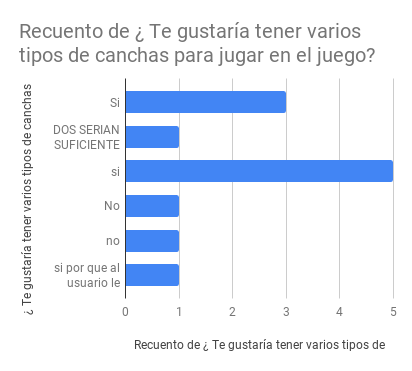 Recuento de ¿ Te gustaría tener varios
tipos de canchas para jugar en el juego?
¿ Te gustaría tener varios tipos de canchas
Si
DOS SERIAN
SUFICIENTE
si
No
no
si por que al
usuario le
0 1 2 3 4 5
Recuento de ¿ Te gustaría tener varios tipos de